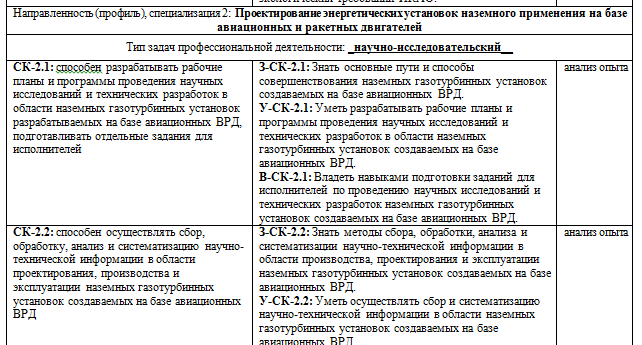 Направленность (профиль), специализация 2: Проектирование энергетических установок наземного применения на базе
авиационных и ракетных двигателей
Тип задач профессиональной деятельности: _научно-исследовательский__
СК-2.1: способен разрабатывать рабочие
планы и программы проведения научных
исследований и технических разработок в
области наземных газотурбинных установок
разрабатываемых на базе авиационных ВРД,
подготавливать отдельные задания для
исполнителей
З-СК-2.1: Знать основные пути и способы
совершенствования наземных газотурбинных установок
создаваемых на базе авиационных ВРД.
У-СК-2.1: Уметь разрабатывать рабочие планы и
программы проведения научных исследований и
технических разработок в области наземных
газотурбинных установок создаваемых на базе
авиационных ВРД.
В-СК-2.1: Владеть навыками подготовки заданий для
исполнителей по проведению научных исследований и
технических разработок наземных газотурбинных
установок создаваемых на базе авиационных ВРД.
анализ опыта
СК-2.2: способен осуществлять сбор,
обработку, анализ и систематизацию научно-
технической информации в области
проектирования, производства и
эксплуатации наземных газотурбинных
установок создаваемых на базе авиационных
ВРД
З-СК-2.2: Знать методы сбора, обработки, анализа и
систематизации научно-технической информации в
области производства, проектирования и эксплуатации
наземных газотурбинных установок создаваемых на базе
авиационных ВРД.
У-СК-2.2: Уметь осуществлять сбор и систематизацию
научно-технической информации в области наземных
газотурбинных установок создаваемых на базе
авиационных ВРД.
анализ опыта